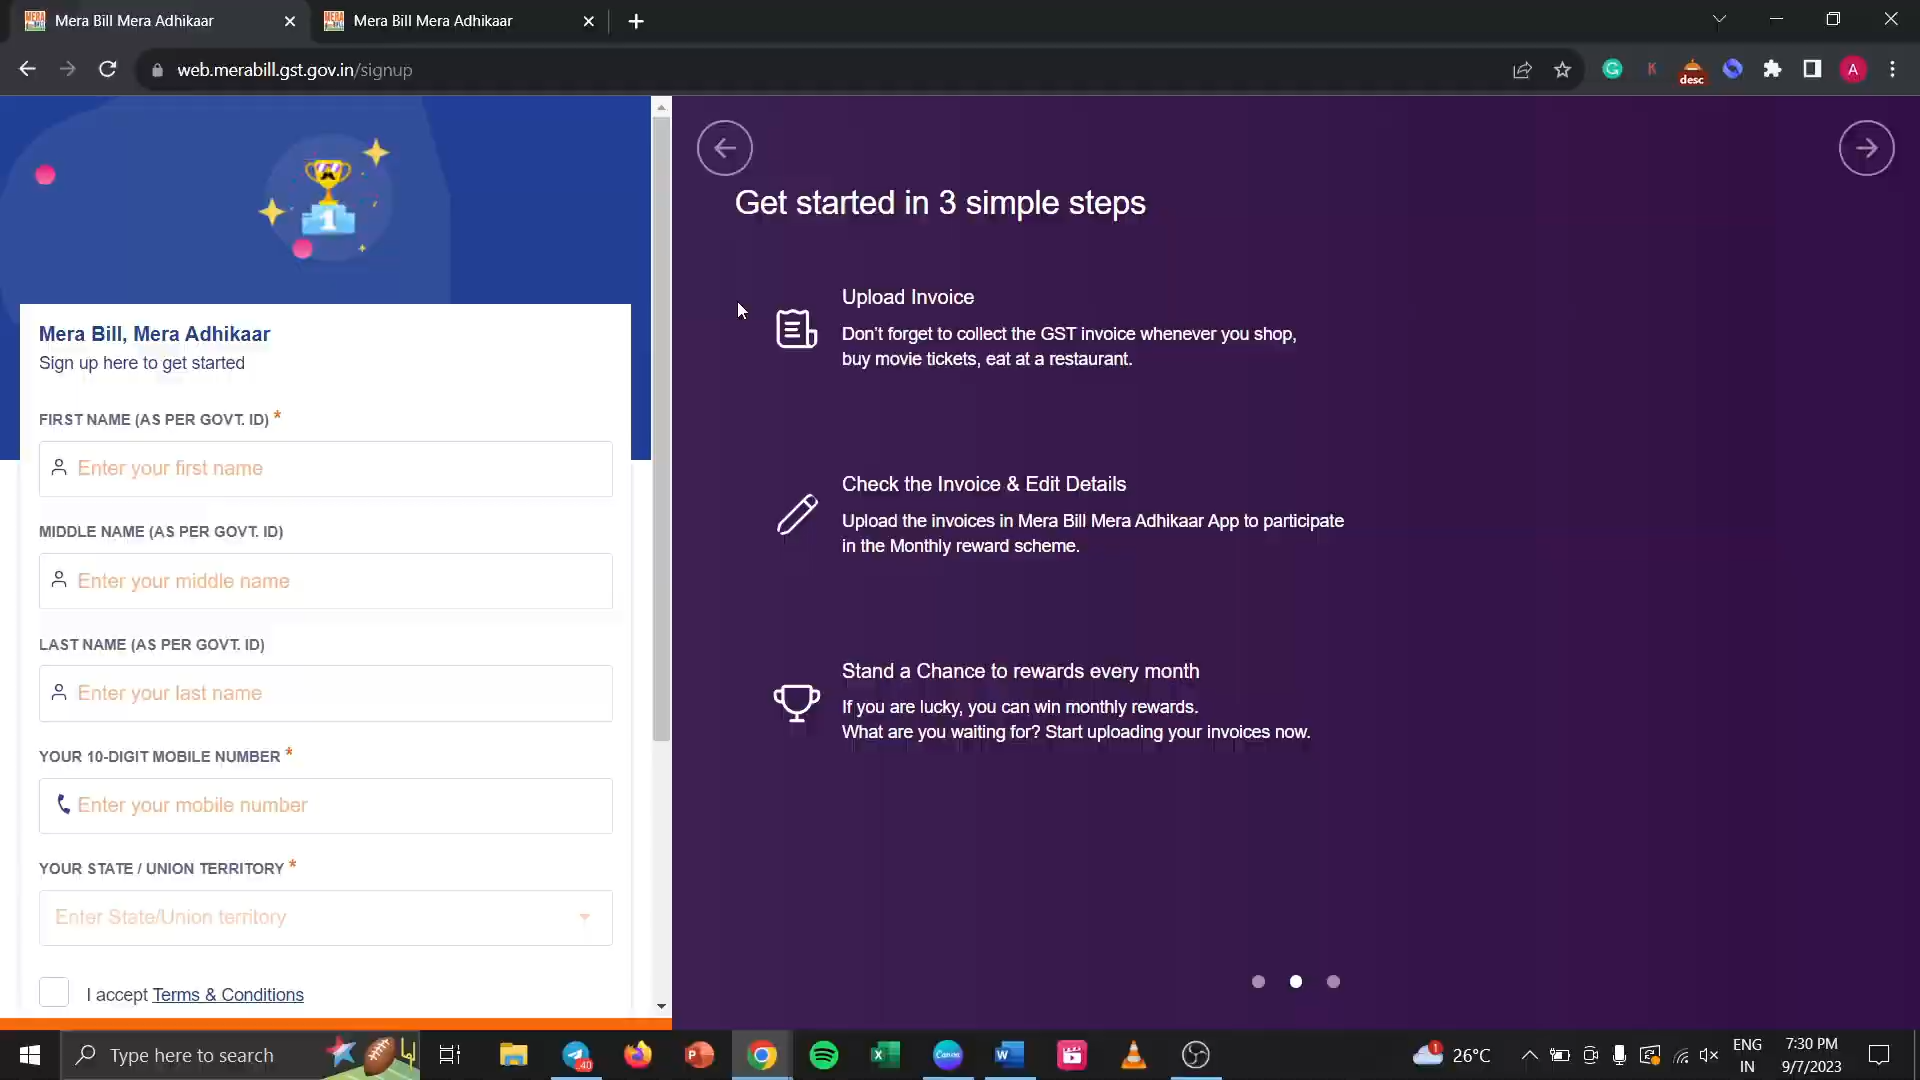 Mera Bill Mera Adhikaar
Mera Bill Mera Adhikaar
web.merabill.gst.gov.in/signup
desc
A
1
Get started in 3 simple steps
Upload Invoice
Don't forget to collect the GST invoice whenever you shop,
buy movie tickets, eat at a restaurant.
Mera Bill, Mera Adhikaar
Sign up here to get started
FIRST NAME (AS PER GOVT. ID) *
Enter your first name
Check the Invoice & Edit Details
Upload the invoices in Mera Bill Mera Adhikaar App to participate
in the Monthly reward scheme.
MIDDLE NAME (AS PER GOVT. ID)
Enter your middle name
LAST NAME (AS PER GOVT. ID)
Enter your last name
Stand a Chance to rewards every month
If you are lucky, you can win monthly rewards.
What are you waiting for? Start uploading your invoices now.
YOUR 10-DIGIT MOBILE NUMBER *
Enter your mobile number
YOUR STATE / UNION TERRITORY *
Enter State/Union territory
I accept Terms & Conditions
Type here to search
40
Canva
1
26°C
ENG
IN
7:30 PM
9/7/2023